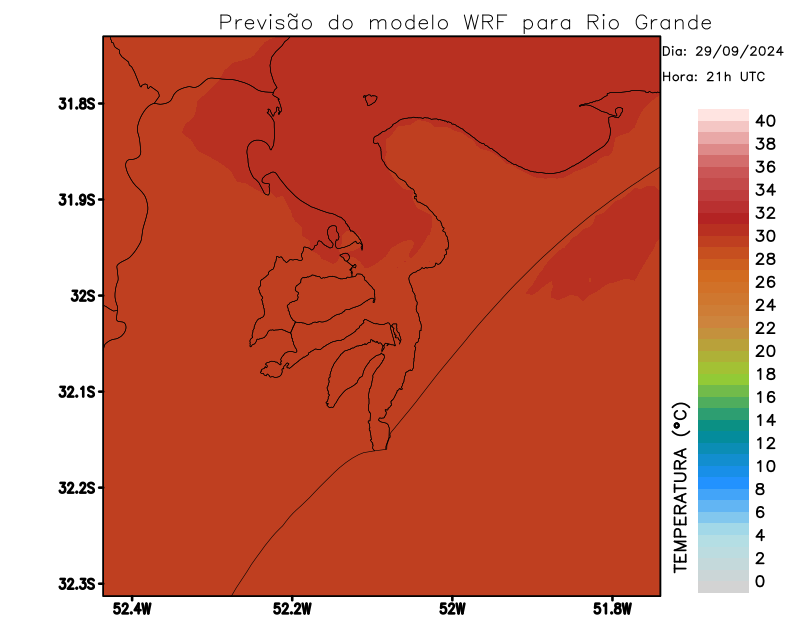 Previsão do modelo WRF para Rio Grande
Dia: 29/09/2024
Hora: 21h UTC
31.8S
31.9S
32S
32.1S
32.2S
32.3S
52.4W
52.2W
52W
51.8W
TEMPERATURA (°C)
40
38
36
34
32
30
28
26
24
22
20
18
16
14
12
10
8
6
4
2
0